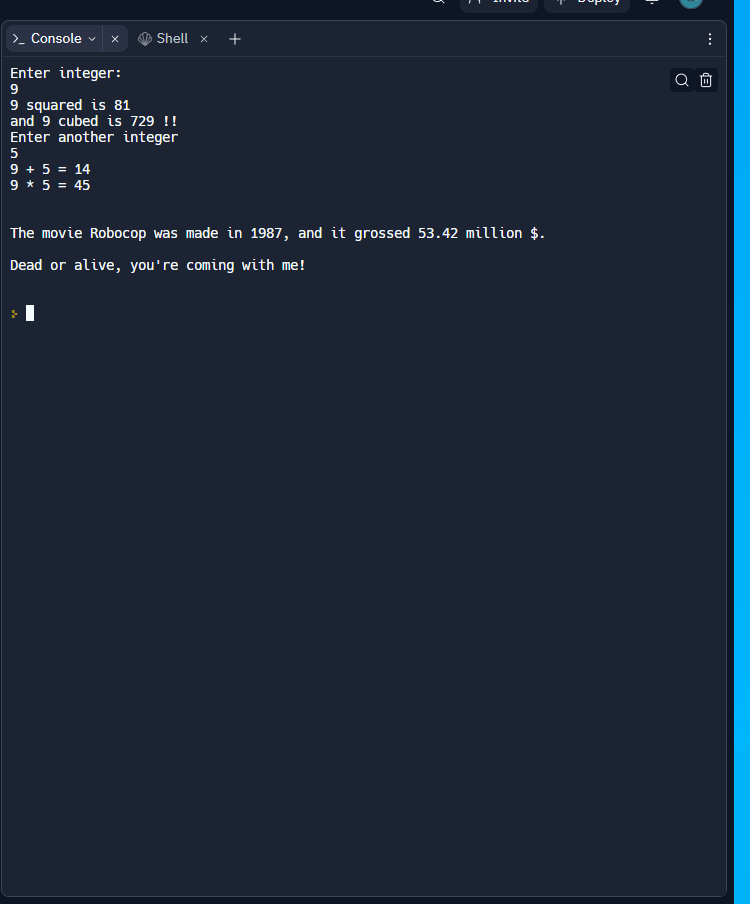 Invite
Deploy
Console
Shell
Enter integer:
9
9 squared is 81
and 9 cubed is 729 !!
Enter another integer
5
9 + 5 = 14
9 * 5 = 45
The movie Robocop was made in 1987, and it grossed 53.42 million $.
Dead or alive, you're coming with me!